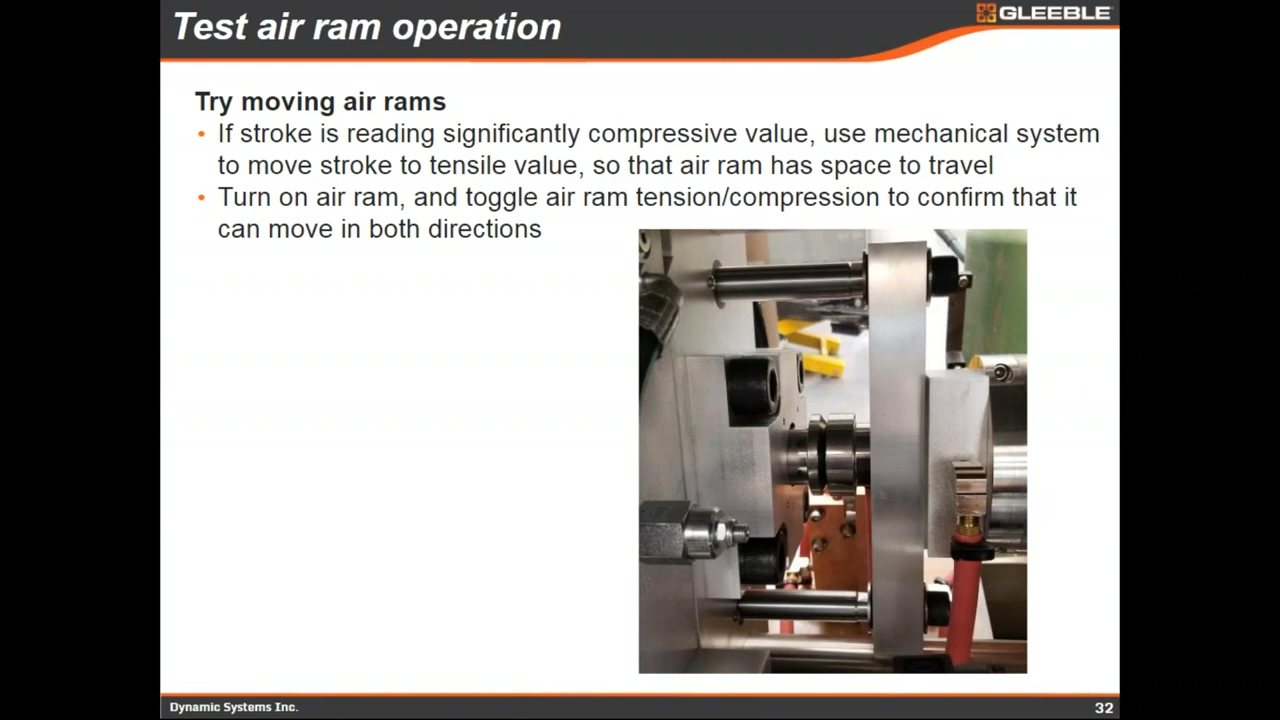 Test air ram operation
GLEEBLE
Try moving air rams
• If stroke is reading significantly compressive value, use mechanical system
to move stroke to tensile value, so that air ram has space to travel
• Turn on air ram, and toggle air ram tension/compression to confirm that it
can move in both directions
Dynamic Systems Inc.
32